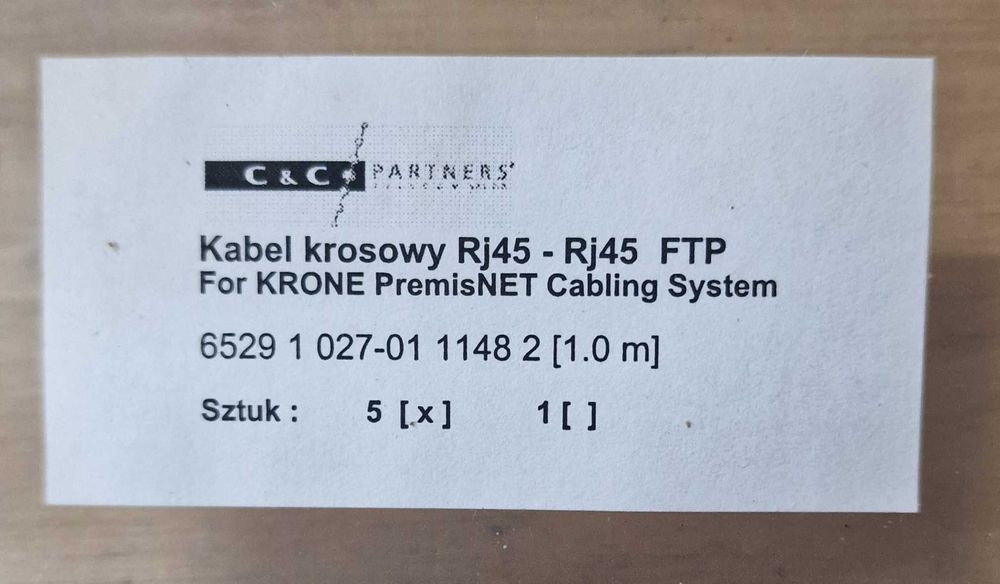 C & C PARTNERS
Kabel krosowy Rj45 - Rj45 FTP
For KRONE PremisNET Cabling System
6529 1 027-01 1148 2 [1.0 m]
Sztuk : 5 [ x ] 1 [ ]